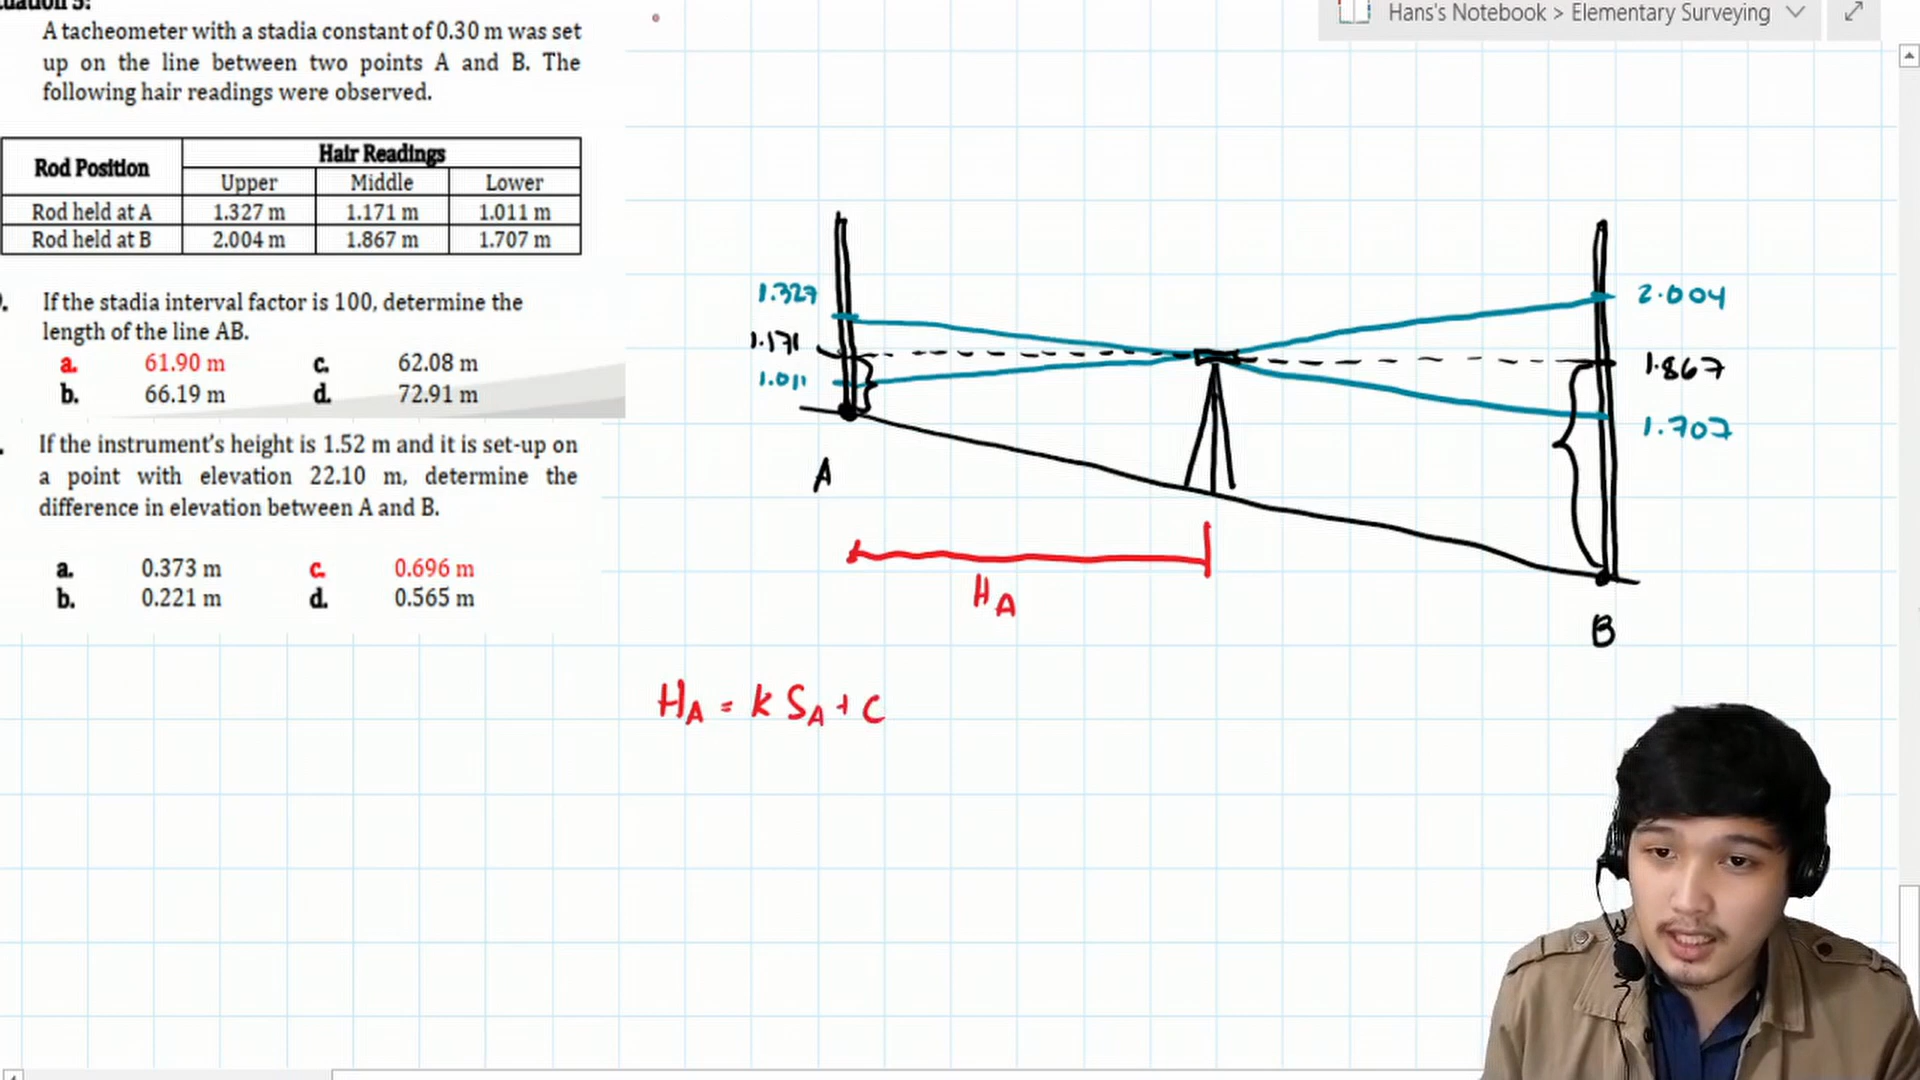 Hans's Notebook > Elementary Surveying
A tacheometer with a stadia constant of 0.30 m was set
up on the line between two points A and B. The
following hair readings were observed.
Rod Position Hair Readings
Upper Middle Lower
Rod held at A 1.327 m 1.171 m 1.011 m
Rod held at B 2.004 m 1.867 m 1.707 m
If the stadia interval factor is 100, determine the
length of the line AB.
a. 61.90 m c. 62.08 m
b. 66.19 m d. 72.91 m
If the instrument's height is 1.52 m and it is set-up on
a point with elevation 22.10 m, determine the
difference in elevation between A and B.
a. 0.373 m c. 0.696 m
b. 0.221 m d. 0.565 m
1.327
1.171
1.011
2.004
1.867
1.707
A
B
HA
HA = K SA + C